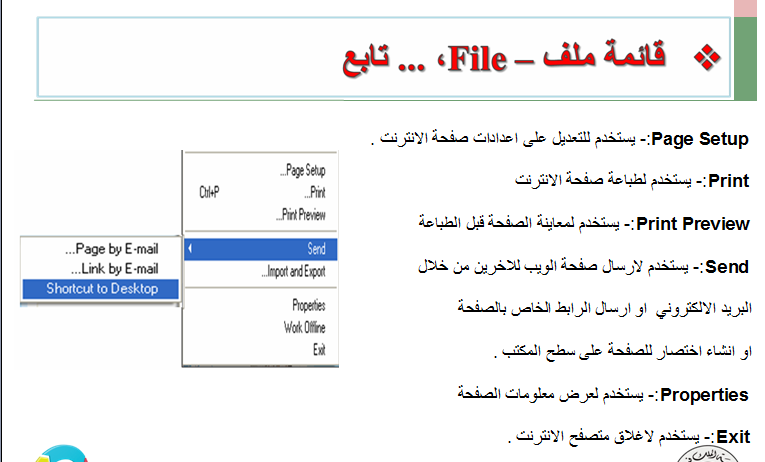 ❖ قائمة ملف – File، ... تابع
Page Setup:- يستخدم للتعديل على اعدادات صفحة الانترنت .
Print:- يستخدم لطباعة صفحة الانترنت
Print Preview:- يستخدم لمعاينة الصفحة قبل الطباعة
Send:- يستخدم لارسال صفحة الويب للاخرين من خلال
البريد الالكتروني او ارسال الرابط الخاص بالصفحة
او انشاء اختصار للصفحة على سطح المكتب .
Properties:- يستخدم لعرض معلومات الصفحة
Exit:- يستخدم لاغلاق متصفح الانترنت .
...Page Setup
...Print Ctrl+P
...Print Preview
Send
...Import and Export
Properties
Work Offline
Exit
...Page by E-mail
...Link by E-mail
Shortcut to Desktop